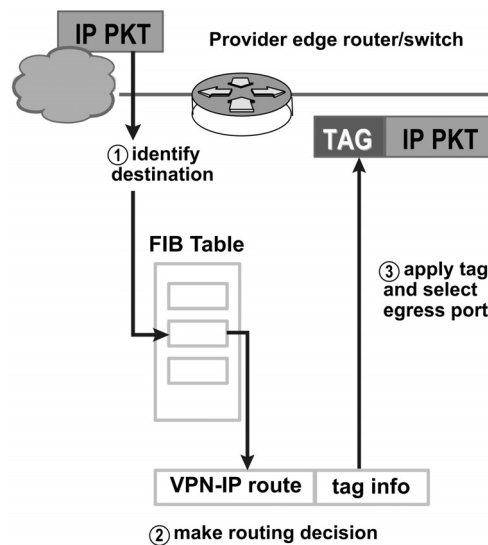 IP PKT
Provider edge router/switch
TAG IP PKT
① identify
destination
FIB Table
③ apply tag
and select
egress port
VPN-IP route tag info
② make routing decision